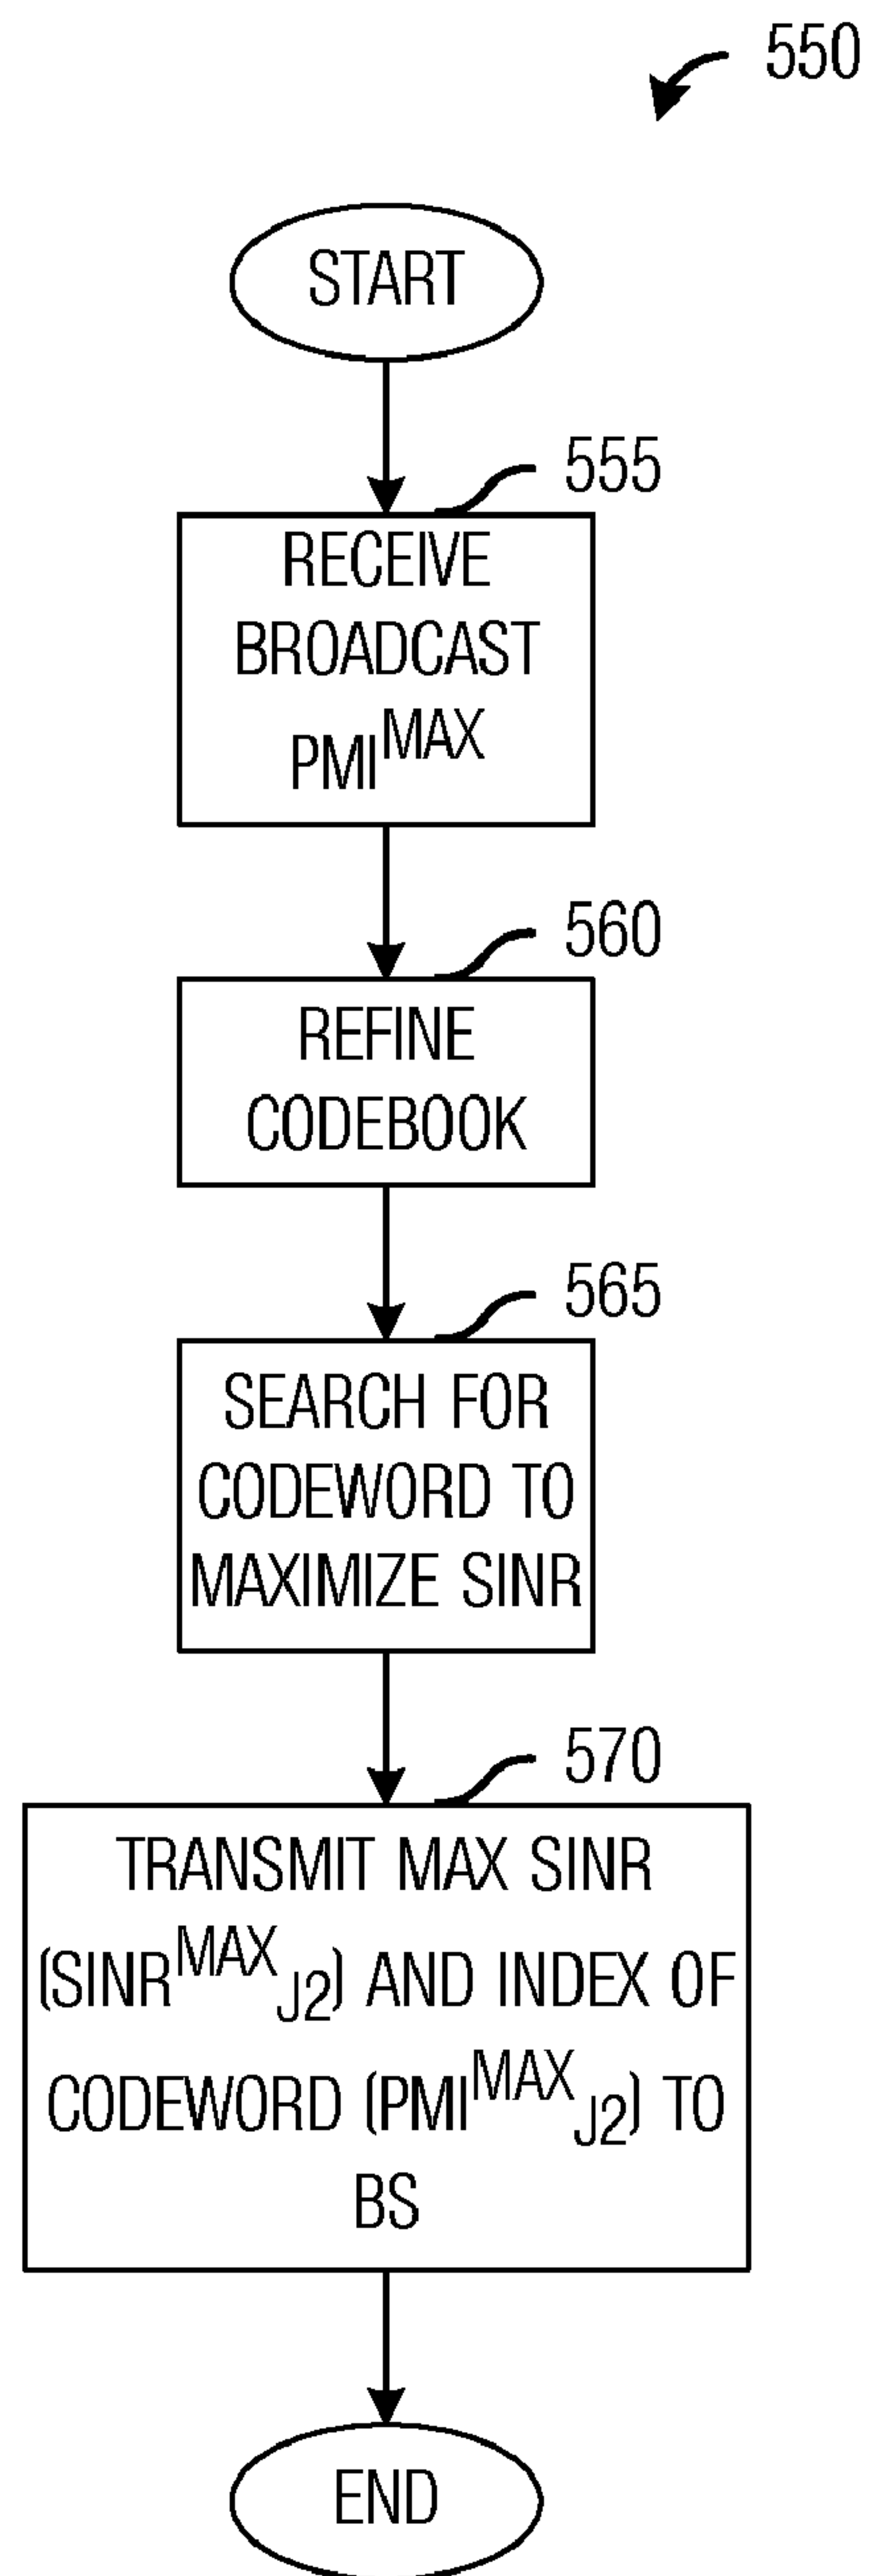 550
START
555
RECEIVE
BROADCAST
PMI^MAX
560
REFINE
CODEBOOK
565
SEARCH FOR
CODEWORD TO
MAXIMIZE SINR
570
TRANSMIT MAX SINR
(SINR^MAX_J2) AND INDEX OF
CODEWORD (PMI^MAX_J2) TO
BS
END